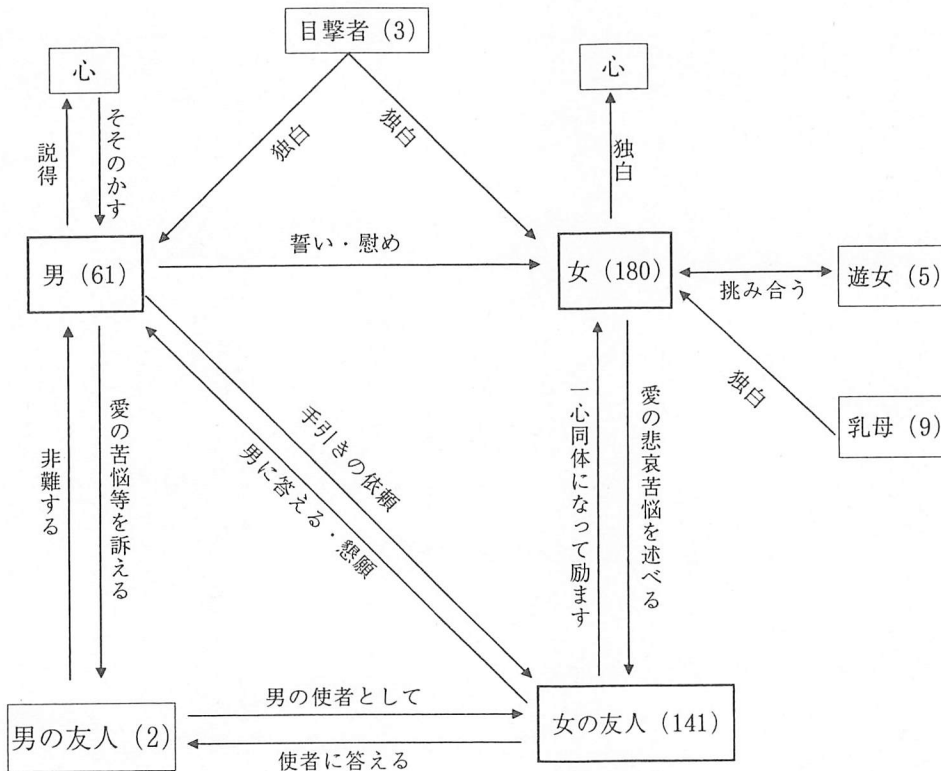 目撃者(3)
心
心
説得
そそのかす
独白
独白
独白
男(61)
誓い・慰め
女(180)
挑み合う
遊女(5)
独白
乳母(9)
非難する
愛の苦悩等を訴える
手引きの依頼
男に答える・懇願
一心同体になって励ます
愛の悲哀苦悩を述べる
男の友人(2)
男の使者として
使者に答える
女の友人(141)